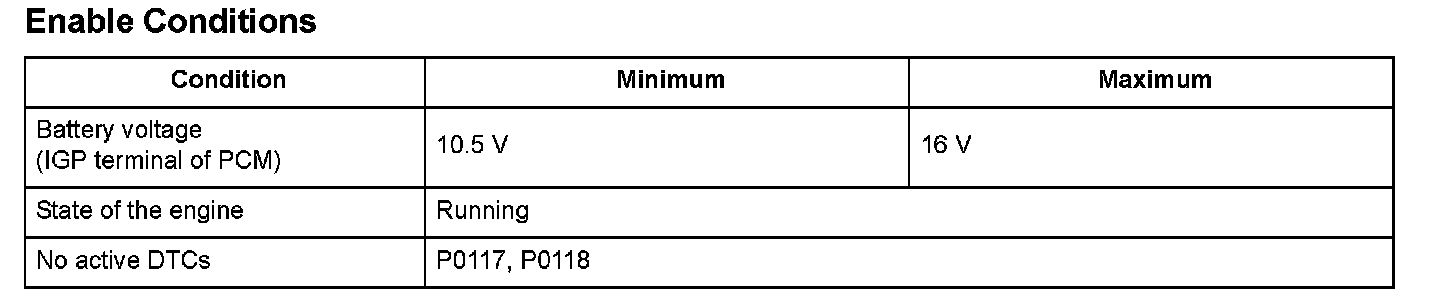 Enable Conditions
Condition Minimum Maximum
Battery voltage
(IGP terminal of PCM) 10.5 V 16 V
State of the engine Running
No active DTCs P0117, P0118